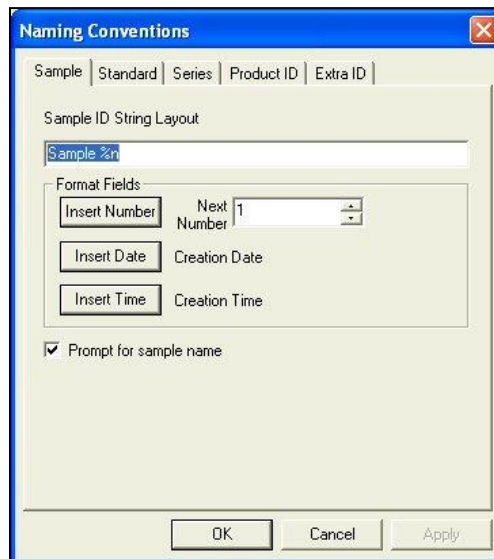 Naming Conventions
Sample Standard Series Product ID Extra ID
Sample ID String Layout
Sample %n
Format Fields
Insert Number Next Number 1
Insert Date Creation Date
Insert Time Creation Time
Prompt for sample name
OK Cancel Apply